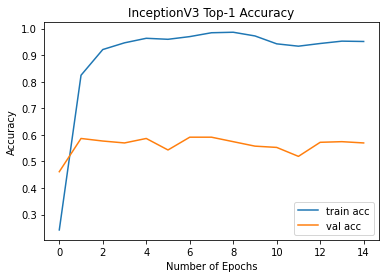 InceptionV3 Top-1 Accuracy
1.0
0.9
0.8
0.7
0.6
0.5
0.4
0.3
Accuracy
train acc
val acc
0 2 4 6 8 10 12 14
Number of Epochs